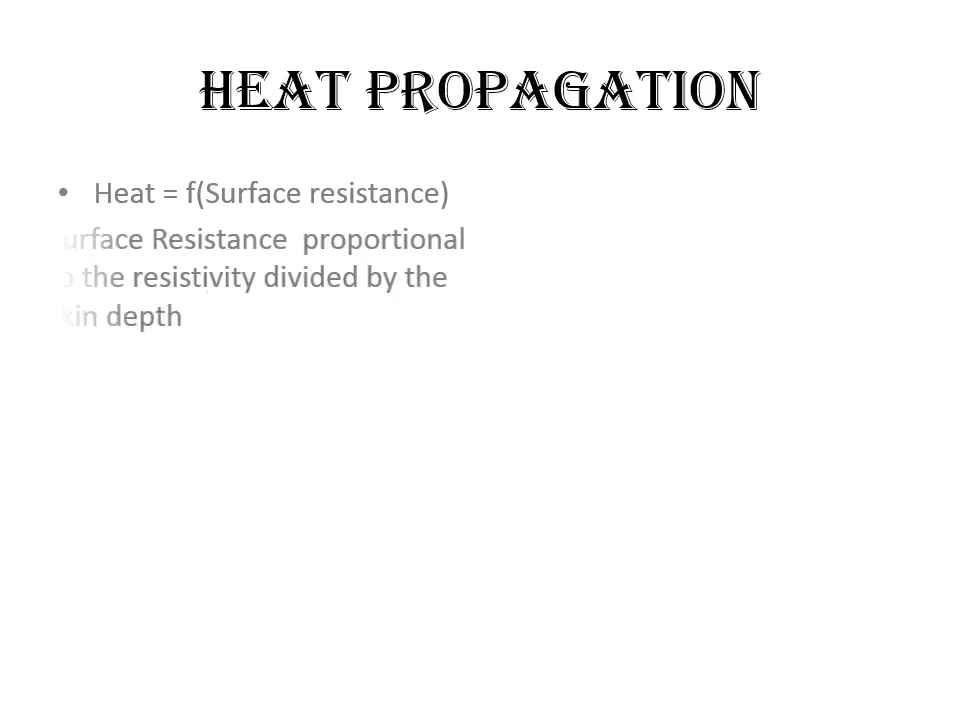 HEAT PROPAGATION
• Heat = f(Surface resistance)
urface Resistance proportional
o the resistivity divided by the
kin depth